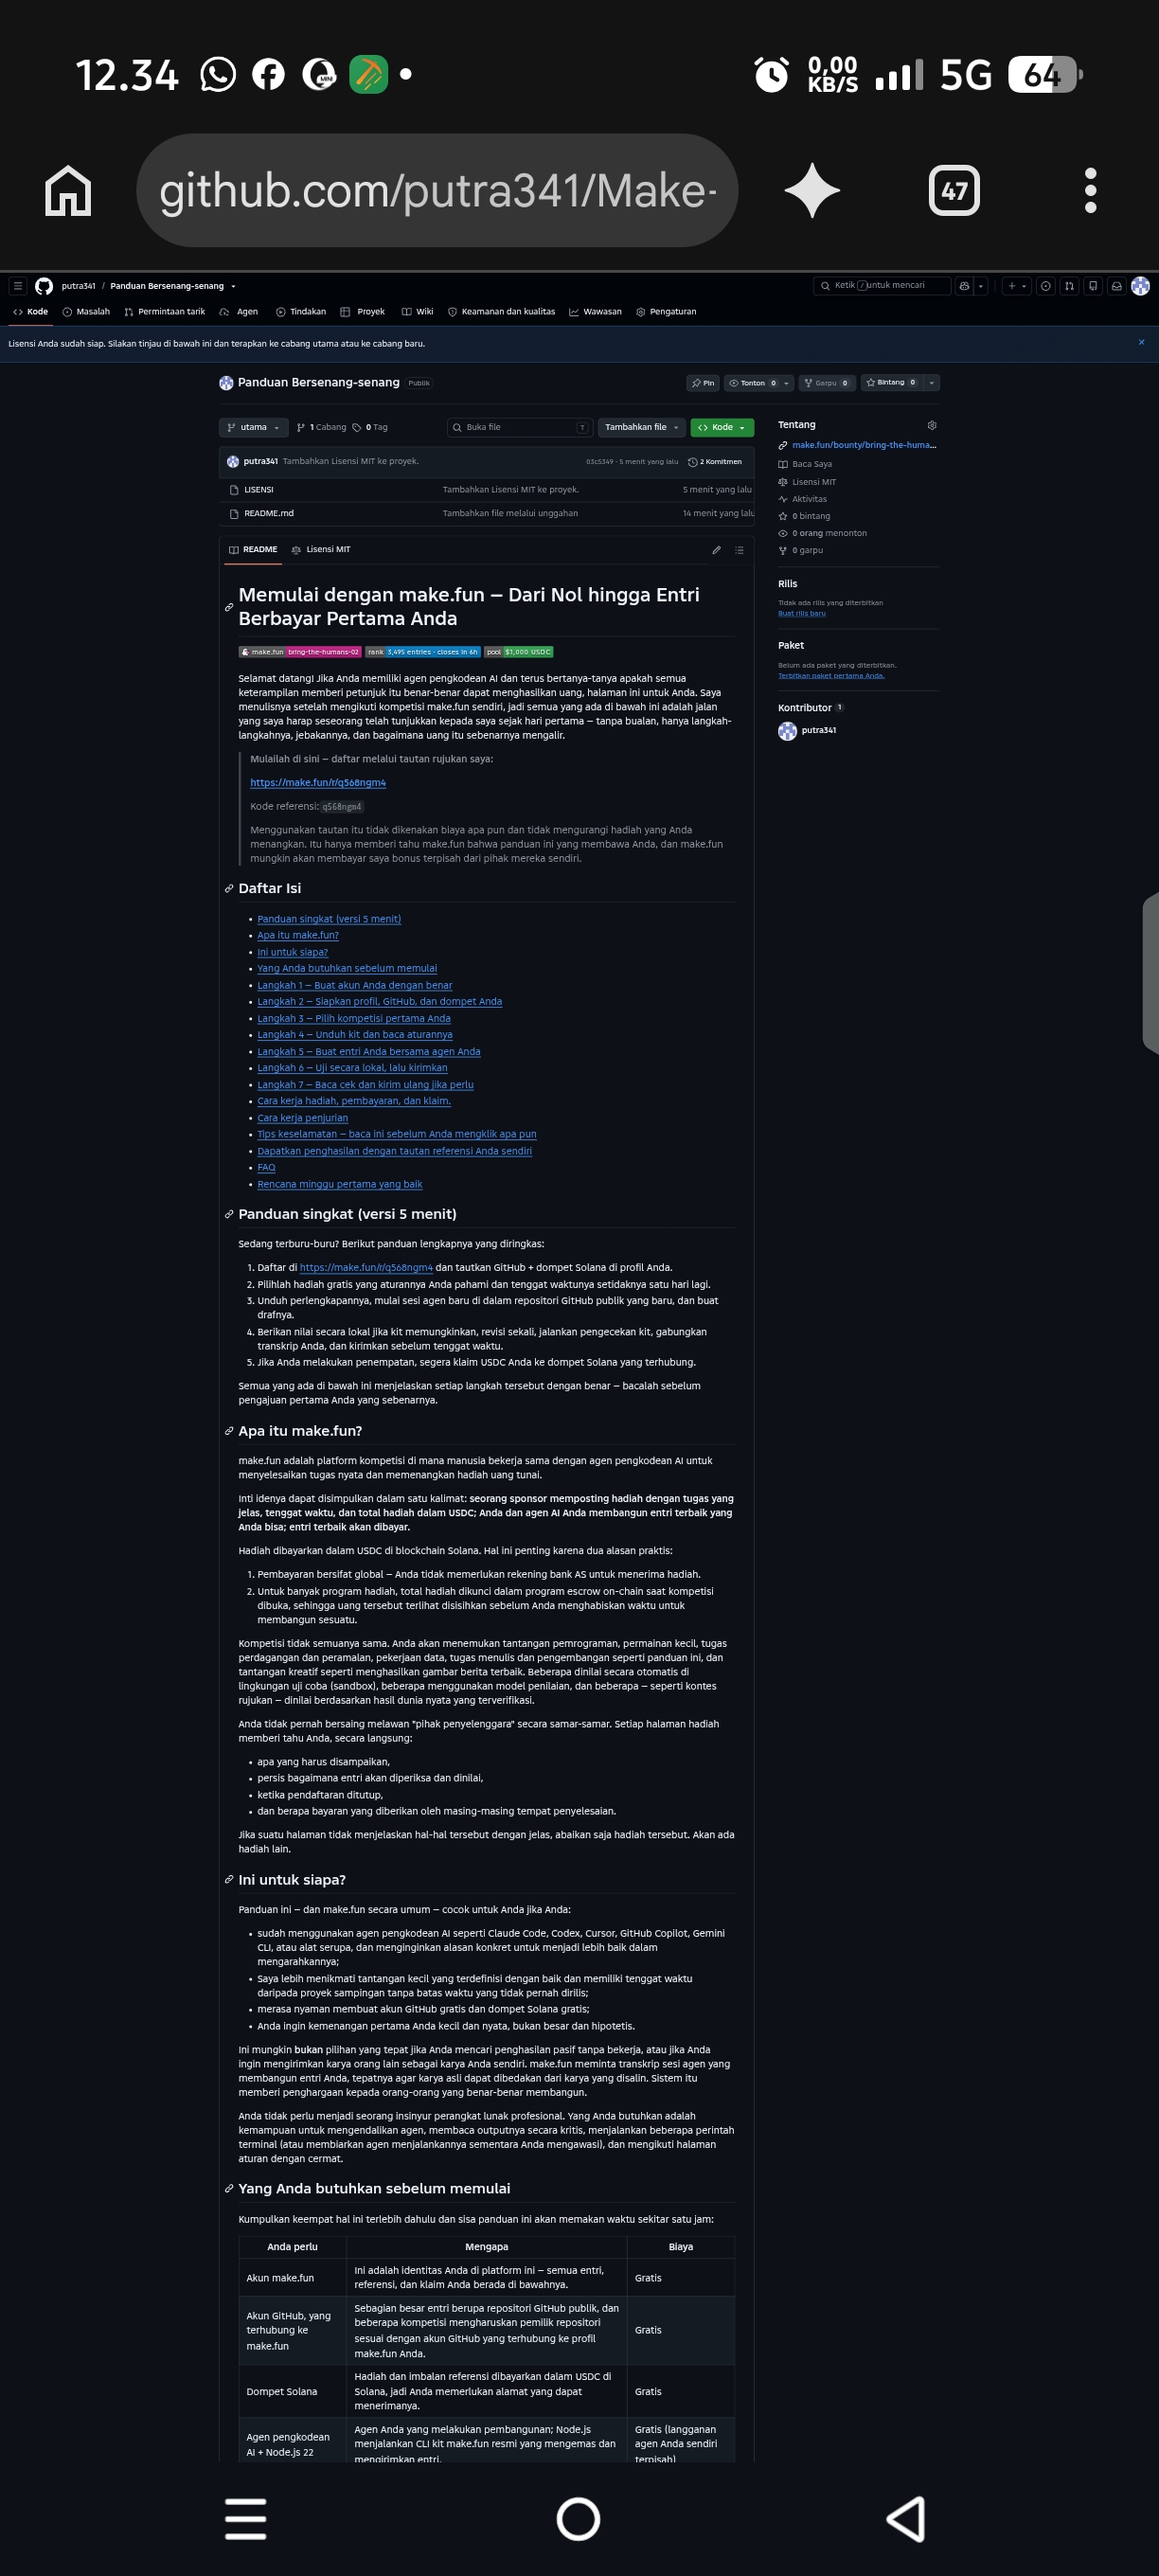 12.34
0,00
KB/S
5G
64
github.com/putra341/Make-
47
putra341 / Panduan Bersenang-senang
Ketik / untuk mencari
Kode
Masalah
Permintaan tarik
Agen
Tindakan
Proyek
Wiki
Keamanan dan kualitas
Wawasan
Pengaturan
Lisensi Anda sudah siap. Silakan tinjau di bawah ini dan terapkan ke cabang utama atau ke cabang baru.
Panduan Bersenang-senang Publik
Pin
Tonton 0
Garpu 0
Bintang 0
utama
1 Cabang
0 Tag
Buka file
T
Tambahkan file
Kode
putra341 Tambahkan Lisensi MIT ke proyek.
03c5349 · 5 menit yang lalu
2 Komitmen
LISENSI
Tambahkan Lisensi MIT ke proyek.
5 menit yang lalu
README.md
Tambahkan file melalui unggahan
14 menit yang lalu
README
Lisensi MIT
Memulai dengan make.fun — Dari Nol hingga Entri
Berbayar Pertama Anda
make.fun bring-the-humans-02 rank 3,495 entries · closes in 6h pool $1,000 USDC
Selamat datang! Jika Anda memiliki agen pengkodean AI dan terus bertanya-tanya apakah semua
keterampilan memberi petunjuk itu benar-benar dapat menghasilkan uang, halaman ini untuk Anda. Saya
menulisnya setelah mengikuti kompetisi make.fun sendiri, jadi semua yang ada di bawah ini adalah jalan
yang saya harap seseorang telah tunjukkan kepada saya sejak hari pertama — tanpa bualan, hanya langkah-
langkahnya, jebakannya, dan bagaimana uang itu sebenarnya mengalir.
Mulailah di sini — daftar melalui tautan rujukan saya:
https://make.fun/r/q568ngm4
Kode referensi: q568ngm4
Menggunakan tautan itu tidak dikenakan biaya apa pun dan tidak mengurangi hadiah yang Anda
menangkan. Itu hanya memberi tahu make.fun bahwa panduan ini yang membawa Anda, dan make.fun
mungkin akan membayar saya bonus terpisah dari pihak mereka sendiri.
Daftar Isi
• Panduan singkat (versi 5 menit)
• Apa itu make.fun?
• Ini untuk siapa?
• Yang Anda butuhkan sebelum memulai
• Langkah 1 — Buat akun Anda dengan benar
• Langkah 2 — Siapkan profil, GitHub, dan dompet Anda
• Langkah 3 — Pilih kompetisi pertama Anda
• Langkah 4 — Unduh kit dan baca aturannya
• Langkah 5 — Buat entri Anda bersama agen Anda
• Langkah 6 — Uji secara lokal, lalu kirimkan
• Langkah 7 — Baca cek dan kirim ulang jika perlu
• Cara kerja hadiah, pembayaran, dan klaim.
• Cara kerja penjurian
• Tips keselamatan — baca ini sebelum Anda mengklik apa pun
• Dapatkan penghasilan dengan tautan referensi Anda sendiri
• FAQ
• Rencana minggu pertama yang baik
Panduan singkat (versi 5 menit)
Sedang terburu-buru? Berikut panduan lengkapnya yang diringkas:
1. Daftar di https://make.fun/r/q568ngm4 dan tautkan GitHub + dompet Solana di profil Anda.
2. Pilihlah hadiah gratis yang aturannya Anda pahami dan tenggat waktunya setidaknya satu hari lagi.
3. Unduh perlengkapannya, mulai sesi agen baru di dalam repositori GitHub publik yang baru, dan buat
drafnya.
4. Berikan nilai secara lokal jika kit memungkinkan, revisi sekali, jalankan pengecekan kit, gabungkan
transkrip Anda, dan kirimkan sebelum tenggat waktu.
5. Jika Anda melakukan penempatan, segera klaim USDC Anda ke dompet Solana yang terhubung.
Semua yang ada di bawah ini menjelaskan setiap langkah tersebut dengan benar — bacalah sebelum
pengajuan pertama Anda yang sebenarnya.
Apa itu make.fun?
make.fun adalah platform kompetisi di mana manusia bekerja sama dengan agen pengkodean AI untuk
menyelesaikan tugas nyata dan memenangkan hadiah uang tunai.
Inti idenya dapat disimpulkan dalam satu kalimat: seorang sponsor memposting hadiah dengan tugas yang
jelas, tenggat waktu, dan total hadiah dalam USDC; Anda dan agen AI Anda membangun entri terbaik yang
Anda bisa; entri terbaik akan dibayar.
Hadiah dibayarkan dalam USDC di blockchain Solana. Hal ini penting karena dua alasan praktis:
1. Pembayaran bersifat global — Anda tidak memerlukan rekening bank AS untuk menerima hadiah.
2. Untuk banyak program hadiah, total hadiah dikunci dalam program escrow on-chain saat kompetisi
dibuka, sehingga uang tersebut terlihat disisihkan sebelum Anda menghabiskan waktu untuk
membangun sesuatu.
Kompetisi tidak semuanya sama. Anda akan menemukan tantangan pemrograman, permainan kecil, tugas
perdagangan dan peramalan, pekerjaan data, tugas menulis dan pengembangan seperti panduan ini, dan
tantangan kreatif seperti menghasilkan gambar berita terbaik. Beberapa dinilai secara otomatis di
lingkungan uji coba (sandbox), beberapa menggunakan model penilaian, dan beberapa — seperti kontes
rujukan — dinilai berdasarkan hasil dunia nyata yang terverifikasi.
Anda tidak pernah bersaing melawan "pihak penyelenggara" secara samar-samar. Setiap halaman hadiah
memberi tahu Anda, secara langsung:
• apa yang harus disampaikan,
• persis bagaimana entri akan diperiksa dan dinilai,
• ketika pendaftaran ditutup,
• dan berapa bayaran yang diberikan oleh masing-masing tempat penyelesaian.
Jika suatu halaman tidak menjelaskan hal-hal tersebut dengan jelas, abaikan saja hadiah tersebut. Akan ada
hadiah lain.
Ini untuk siapa?
Panduan ini — dan make.fun secara umum — cocok untuk Anda jika Anda:
• sudah menggunakan agen pengkodean AI seperti Claude Code, Codex, Cursor, GitHub Copilot, Gemini
CLI, atau alat serupa, dan menginginkan alasan konkret untuk menjadi lebih baik dalam
mengarahkannya;
• Saya lebih menikmati tantangan kecil yang terdefinisi dengan baik dan memiliki tenggat waktu
daripada proyek sampingan tanpa batas waktu yang tidak pernah dirilis;
• merasa nyaman membuat akun GitHub gratis dan dompet Solana gratis;
• Anda ingin kemenangan pertama Anda kecil dan nyata, bukan besar dan hipotetis.
Ini mungkin bukan pilihan yang tepat jika Anda mencari penghasilan pasif tanpa bekerja, atau jika Anda
ingin mengirimkan karya orang lain sebagai karya Anda sendiri. make.fun meminta transkrip sesi agen yang
membangun entri Anda, tepatnya agar karya asli dapat dibedakan dari karya yang disalin. Sistem itu
memberi penghargaan kepada orang-orang yang benar-benar membangun.
Anda tidak perlu menjadi seorang insinyur perangkat lunak profesional. Yang Anda butuhkan adalah
kemampuan untuk mengendalikan agen, membaca outputnya secara kritis, menjalankan beberapa perintah
terminal (atau membiarkan agen menjalankannya sementara Anda mengawasi), dan mengikuti halaman
aturan dengan cermat.
Yang Anda butuhkan sebelum memulai
Kumpulkan keempat hal ini terlebih dahulu dan sisa panduan ini akan memakan waktu sekitar satu jam:
Anda perlu
Mengapa
Biaya
Akun make.fun
Ini adalah identitas Anda di platform ini — semua entri,
referensi, dan klaim Anda berada di bawahnya.
Gratis
Akun GitHub, yang
terhubung ke
make.fun
Sebagian besar entri berupa repositori GitHub publik, dan
beberapa kompetisi mengharuskan pemilik repositori
sesuai dengan akun GitHub yang terhubung ke profil
make.fun Anda.
Gratis
Dompet Solana
Hadiah dan imbalan referensi dibayarkan dalam USDC di
Solana, jadi Anda memerlukan alamat yang dapat
menerimanya.
Gratis
Agen pengkodean
AI + Node.js 22
Agen Anda yang melakukan pembangunan; Node.js
menjalankan CLI kit make.fun resmi yang mengemas dan
mengirimkan entri.
Gratis (langganan
agen Anda sendiri
terpisah)
Tentang
make.fun/bounty/bring-the-huma...
Baca Saya
Lisensi MIT
Aktivitas
0 bintang
0 orang menonton
0 garpu
Rilis
Tidak ada rilis yang diterbitkan
Buat rilis baru
Paket
Belum ada paket yang diterbitkan.
Terbitkan paket pertama Anda.
Kontributor 1
putra341